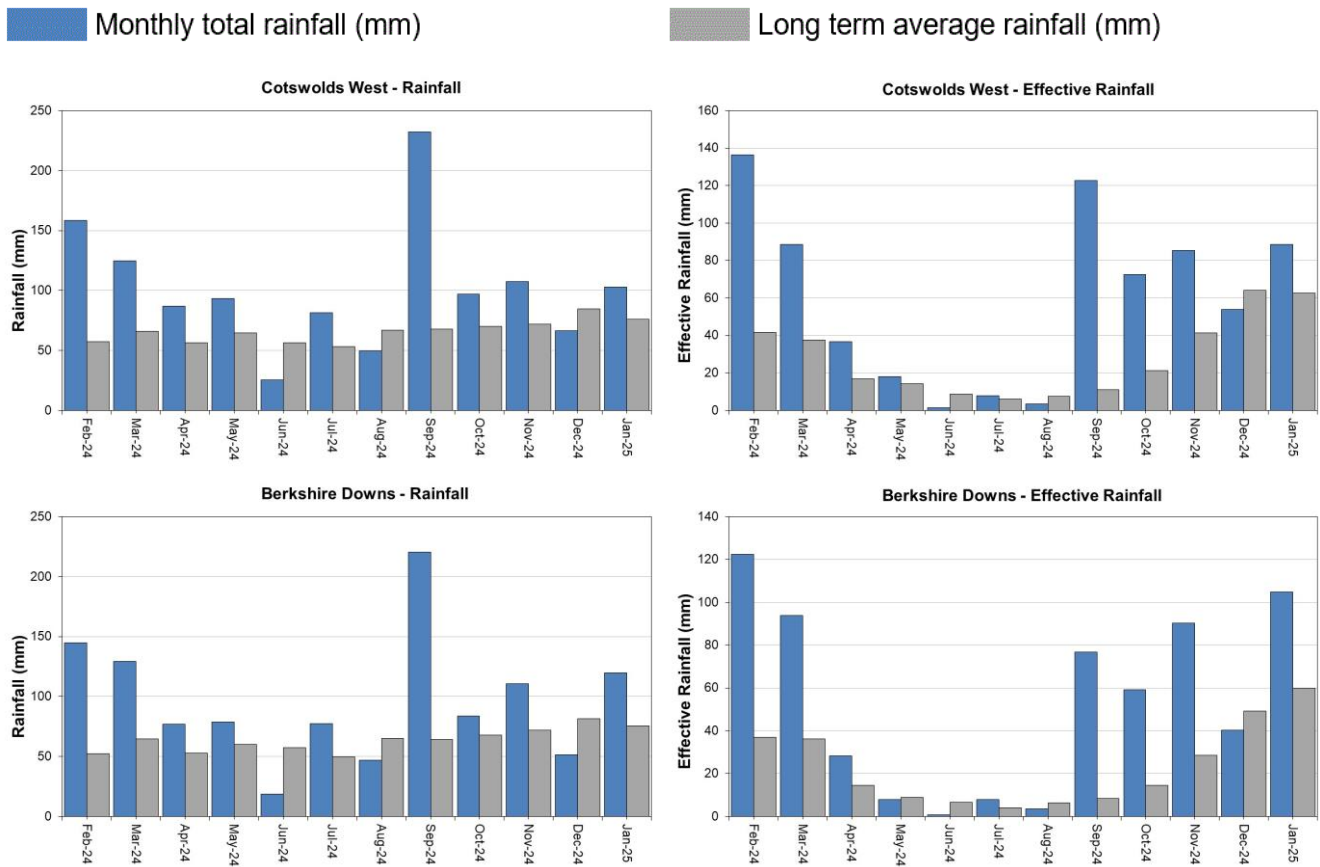 Monthly total rainfall (mm)
Long term average rainfall (mm)
Cotswolds West - Rainfall
Rainfall (mm)
250
200
150
100
50
0
Feb-24
Mar-24
Apr-24
May-24
Jun-24
Jul-24
Aug-24
Sep-24
Oct-24
Nov-24
Dec-24
Jan-25
Cotswolds West - Effective Rainfall
Effective Rainfall (mm)
160
140
120
100
80
60
40
20
0
Feb-24
Mar-24
Apr-24
May-24
Jun-24
Jul-24
Aug-24
Sep-24
Oct-24
Nov-24
Dec-24
Jan-25
Berkshire Downs - Rainfall
Rainfall (mm)
250
200
150
100
50
0
Feb-24
Mar-24
Apr-24
May-24
Jun-24
Jul-24
Aug-24
Sep-24
Oct-24
Nov-24
Dec-24
Jan-25
Berkshire Downs - Effective Rainfall
Effective Rainfall (mm)
140
120
100
80
60
40
20
0
Feb-24
Mar-24
Apr-24
May-24
Jun-24
Jul-24
Aug-24
Sep-24
Oct-24
Nov-24
Dec-24
Jan-25